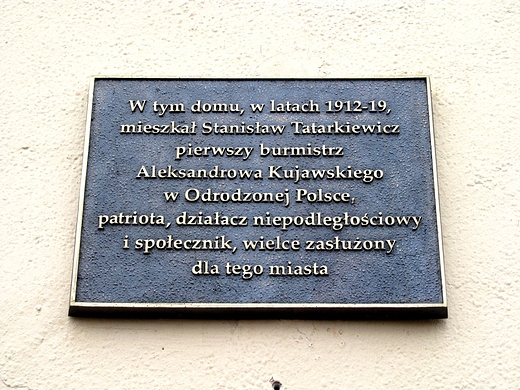 W tym domu, w latach 1912-19,
mieszkał Stanisław Tatarkiewicz
pierwszy burmistrz
Aleksandrowa Kujawskiego
w Odrodzonej Polsce,
patriota, działacz niepodległościowy
i społecznik, wielce zasłużony
dla tego miasta